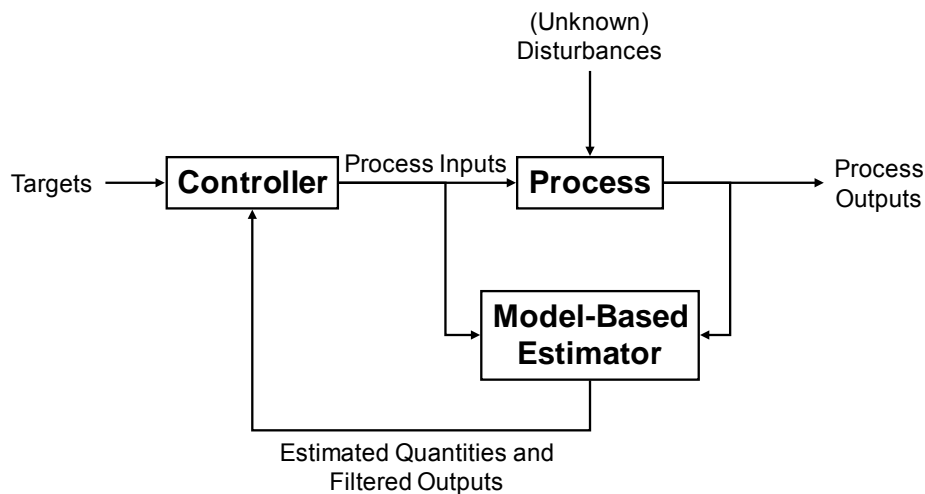 (Unknown)
Disturbances
Targets
Controller
Process Inputs
Process
Process
Outputs
Model-Based
Estimator
Estimated Quantities and
Filtered Outputs